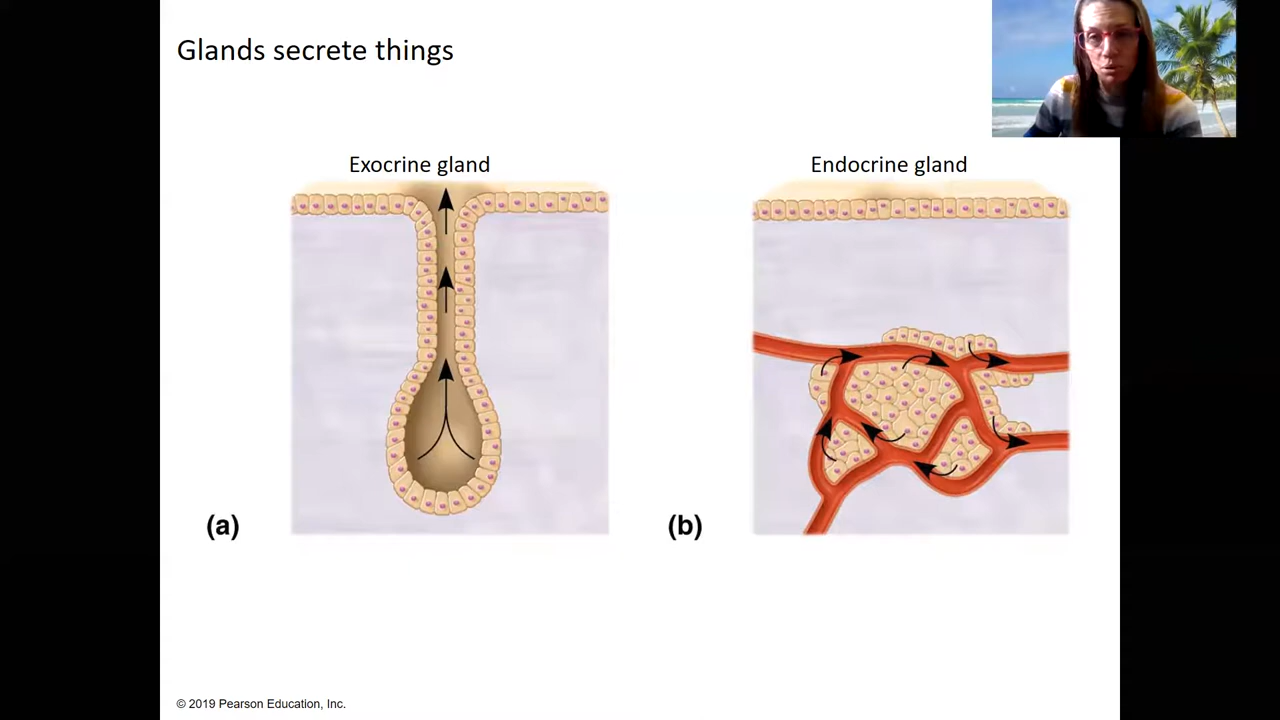 Glands secrete things
Exocrine gland
Endocrine gland
(a)
(b)
© 2019 Pearson Education, Inc.